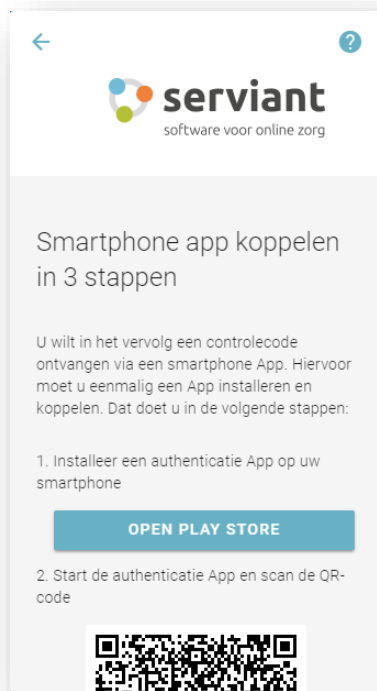 serviant
software voor online zorg
Smartphone app koppelen
in 3 stappen
U wilt in het vervolg een controlecode
ontvangen via een smartphone App. Hiervoor
moet u eenmalig een App installeren en
koppelen. Dat doet u in de volgende stappen:
1. Installeer een authenticatie App op uw
smartphone
OPEN PLAY STORE
2. Start de authenticatie App en scan de QR-
code